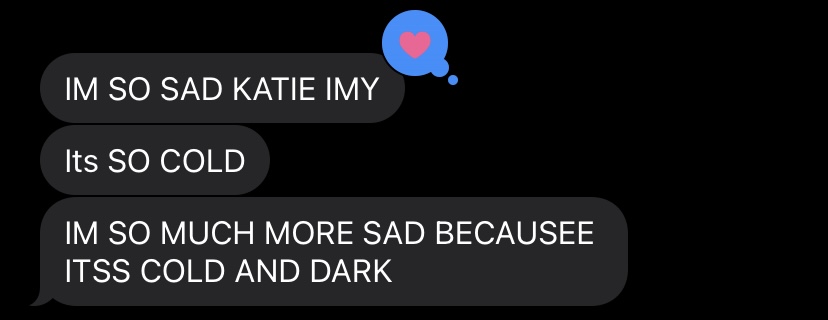 IM SO SAD KATIE IMY
Its SO COLD
IM SO MUCH MORE SAD BECAUSEE
ITSS COLD AND DARK